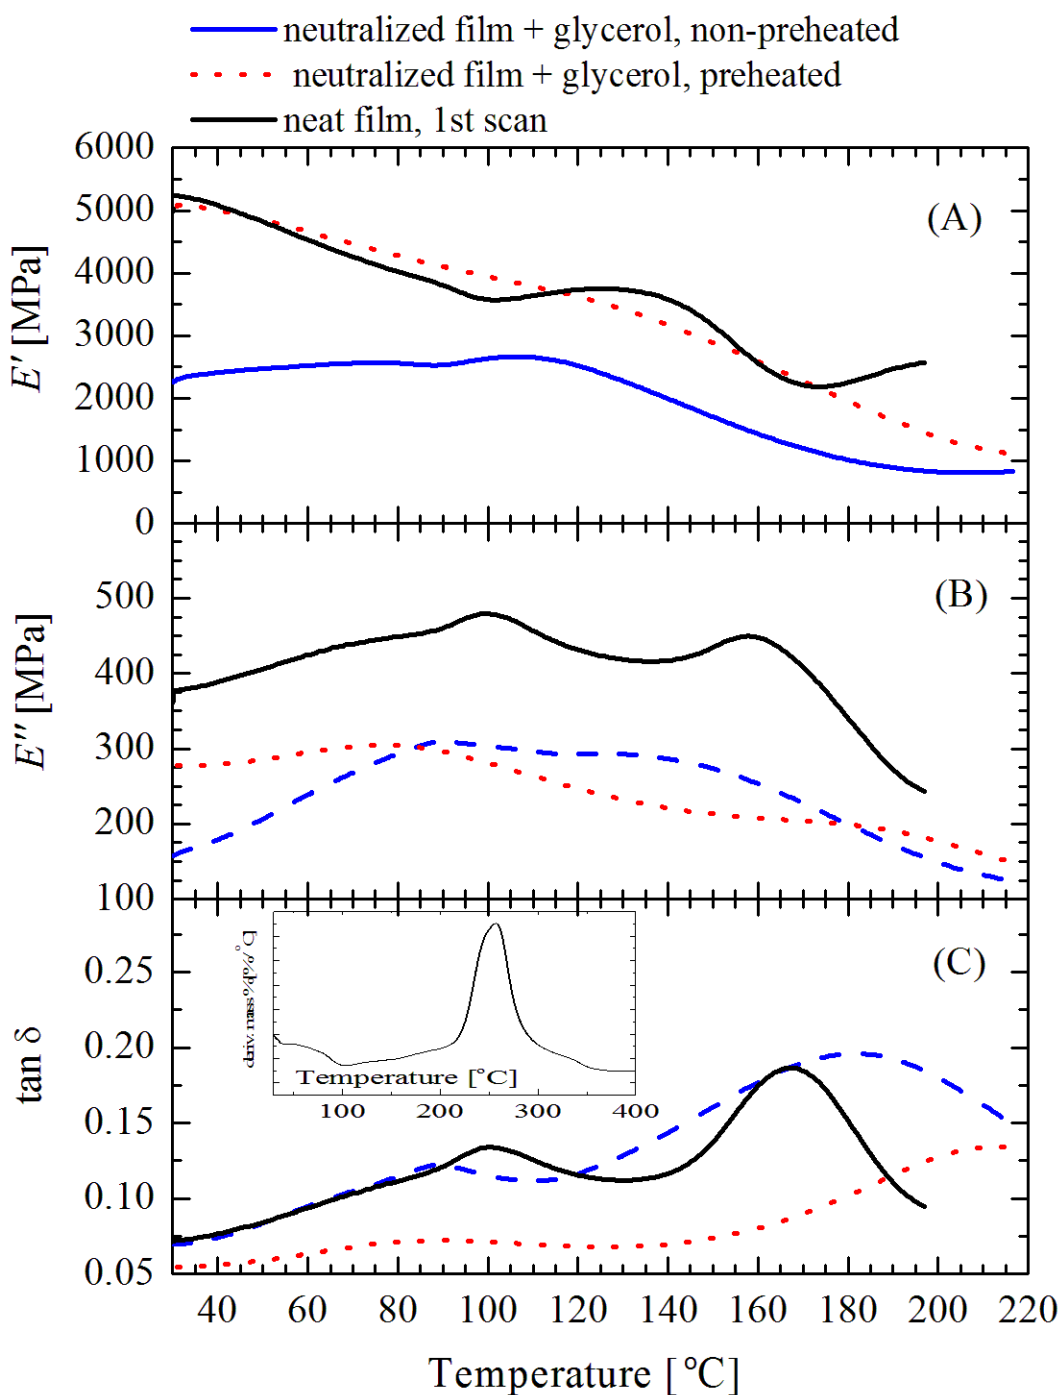 neutralized film + glycerol, non-preheated
neutralized film + glycerol, preheated
neat film, 1st scan
6000
5000
4000
3000
2000
1000
0
E′ [MPa]
(A)
500
400
300
200
100
E″ [MPa]
(B)
0.25
0.20
0.15
0.10
0.05
tan δ
(C)
deriv. mass % [%/°C]
Temperature [°C]
100 200 300 400
40 60 80 100 120 140 160 180 200 220
Temperature [°C]